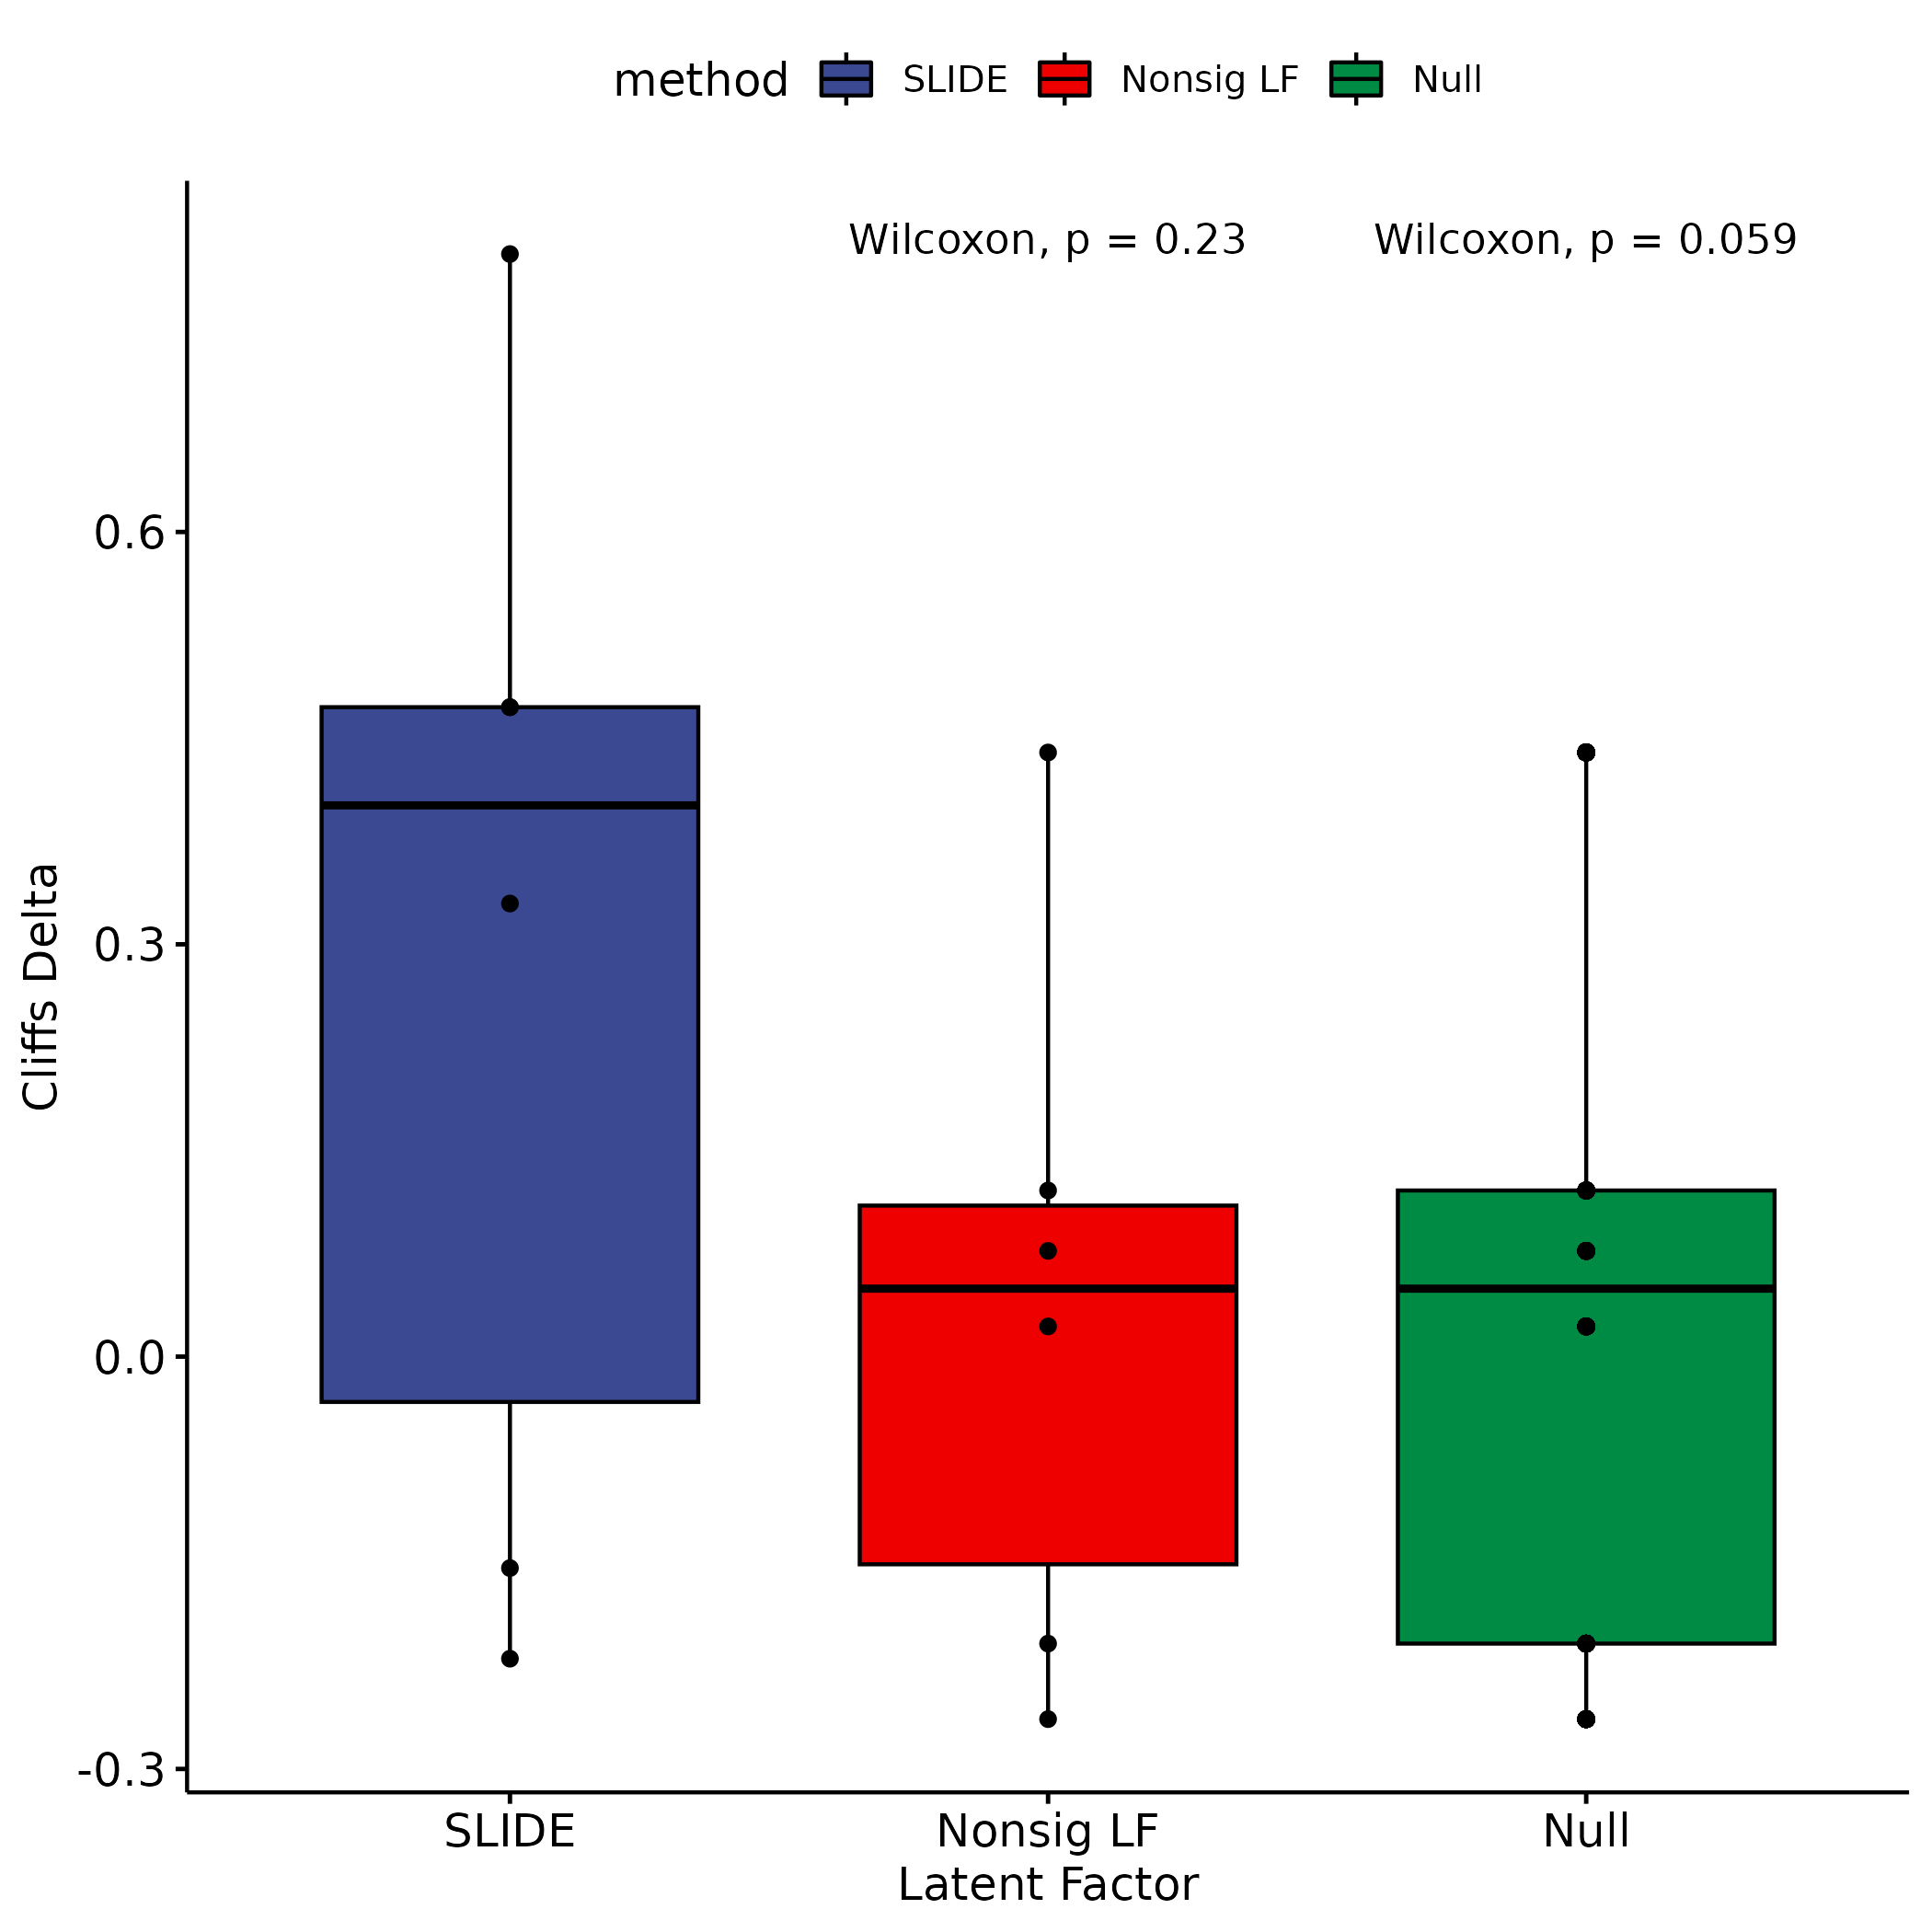 method SLIDE Nonsig LF Null
Wilcoxon, p = 0.23 Wilcoxon, p = 0.059
Cliffs Delta
0.6
0.3
0.0
-0.3
SLIDE Nonsig LF Null
Latent Factor